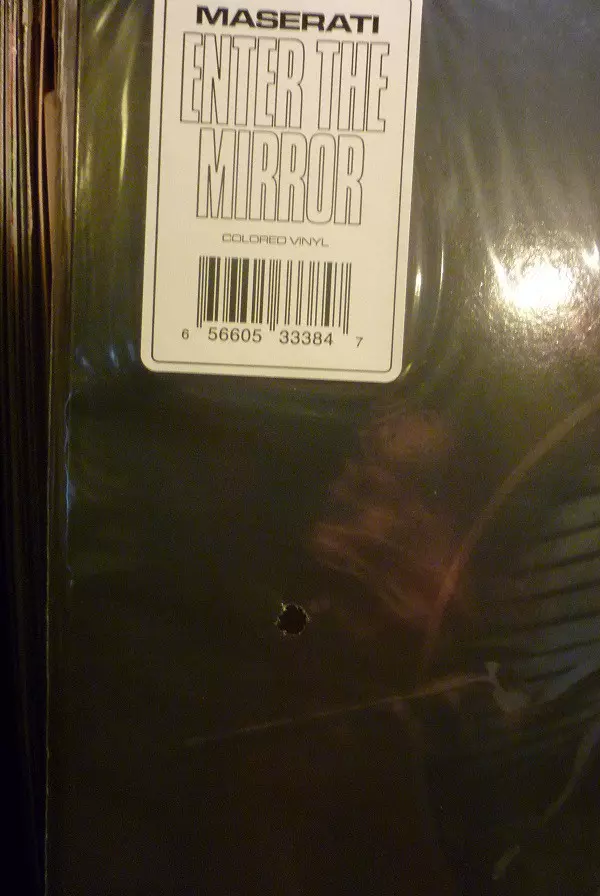 MASERATI
ENTER THE
MIRROR
COLORED VINYL
6 56605 33384 7